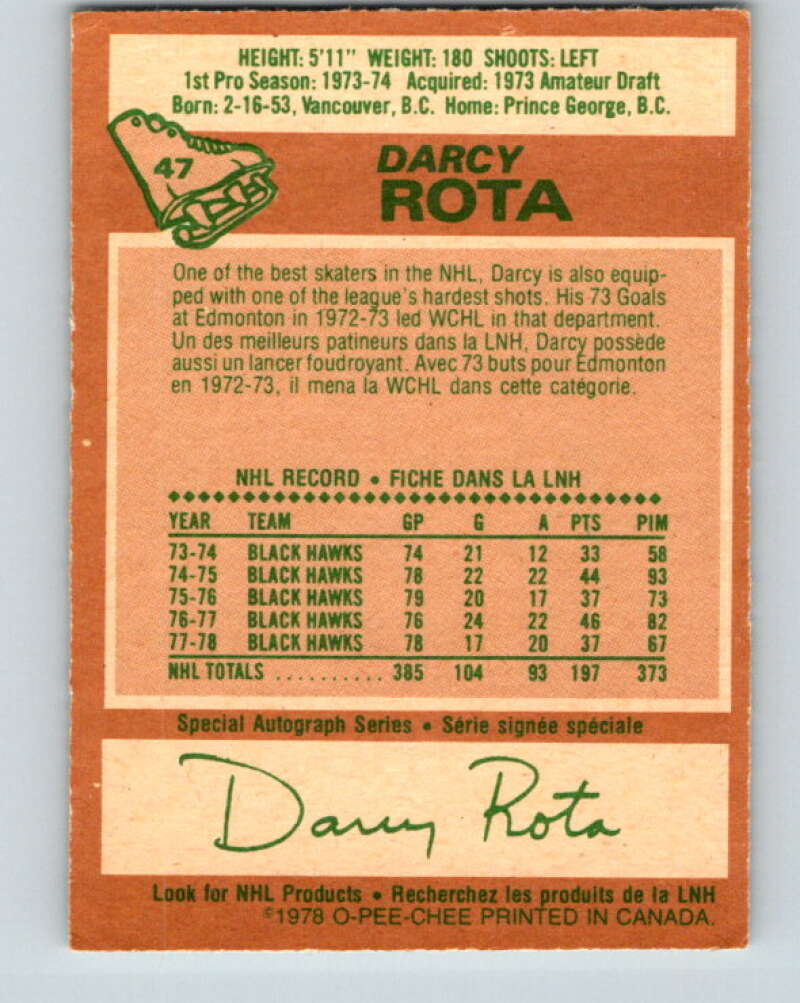 HEIGHT: 5'11" WEIGHT: 180 SHOOTS: LEFT
1st Pro Season: 1973-74 Acquired: 1973 Amateur Draft
Born: 2-16-53, Vancouver, B.C. Home: Prince George, B.C.
47
DARCY
ROTA
One of the best skaters in the NHL, Darcy is also equip-
ped with one of the league's hardest shots. His 73 Goals
at Edmonton in 1972-73 led WCHL in that department.
Un des meilleurs patineurs dans la LNH, Darcy possède
aussi un lancer foudroyant. Avec 73 buts pour Edmonton
en 1972-73, il mena la WCHL dans cette catégorie.
NHL RECORD • FICHE DANS LA LNH
YEAR TEAM GP G A PTS PIM
73-74 BLACK HAWKS 74 21 12 33 58
74-75 BLACK HAWKS 78 22 22 44 93
75-76 BLACK HAWKS 79 20 17 37 73
76-77 BLACK HAWKS 76 24 22 46 82
77-78 BLACK HAWKS 78 17 20 37 67
NHL TOTALS .......... 385 104 93 197 373
Special Autograph Series • Série signée spéciale
Darcy Rota
Look for NHL Products • Recherchez les produits de la LNH
©1978 O-PEE-CHEE PRINTED IN CANADA.